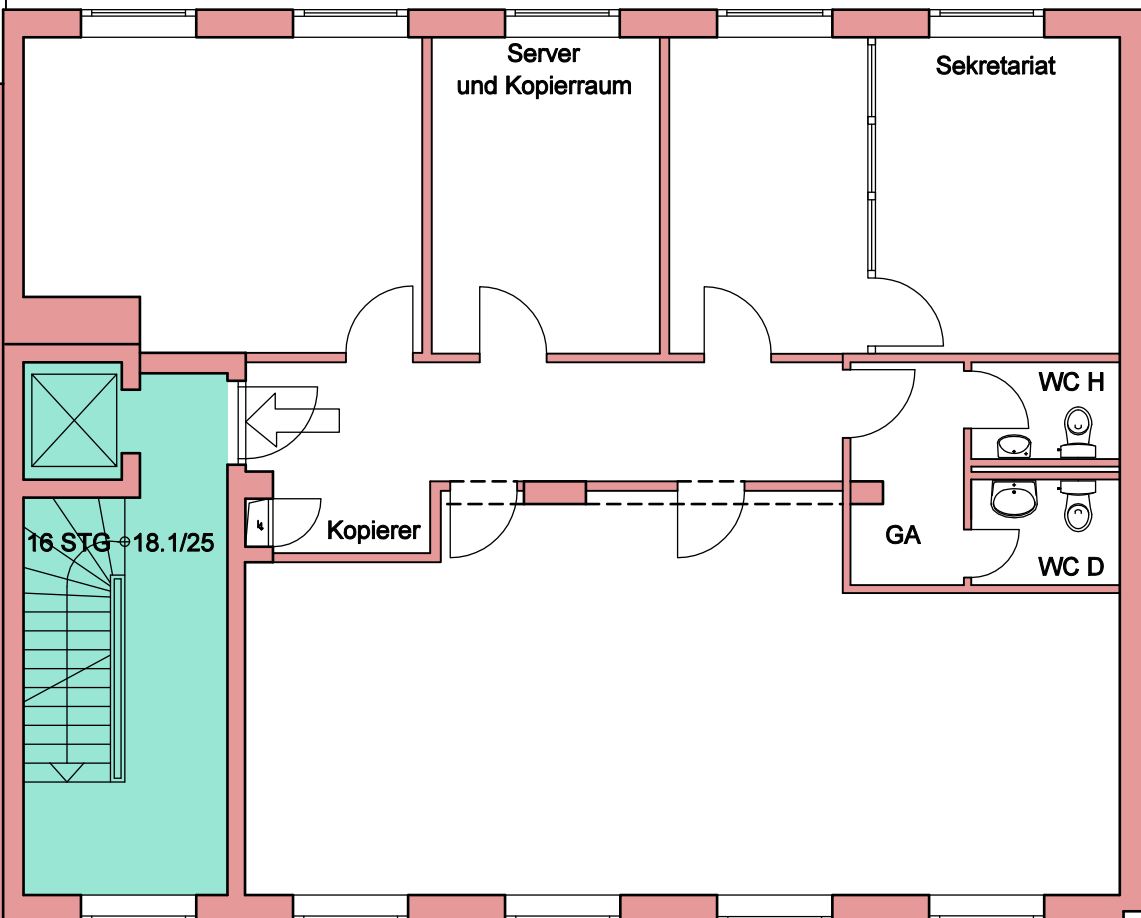 Server
und Kopierraum
Sekretariat
WC H
Kopierer
16 STG 18.1/25
GA
WC D